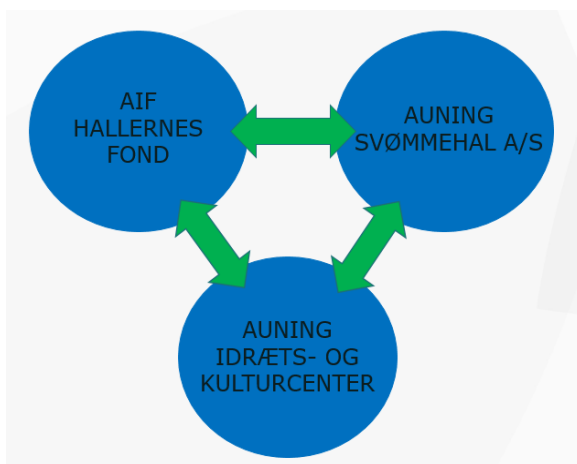 AIF
HALLERNES
FOND
AUNING
SVØMMEHAL A/S
AUNING
IDRÆTS- OG
KULTURCENTER